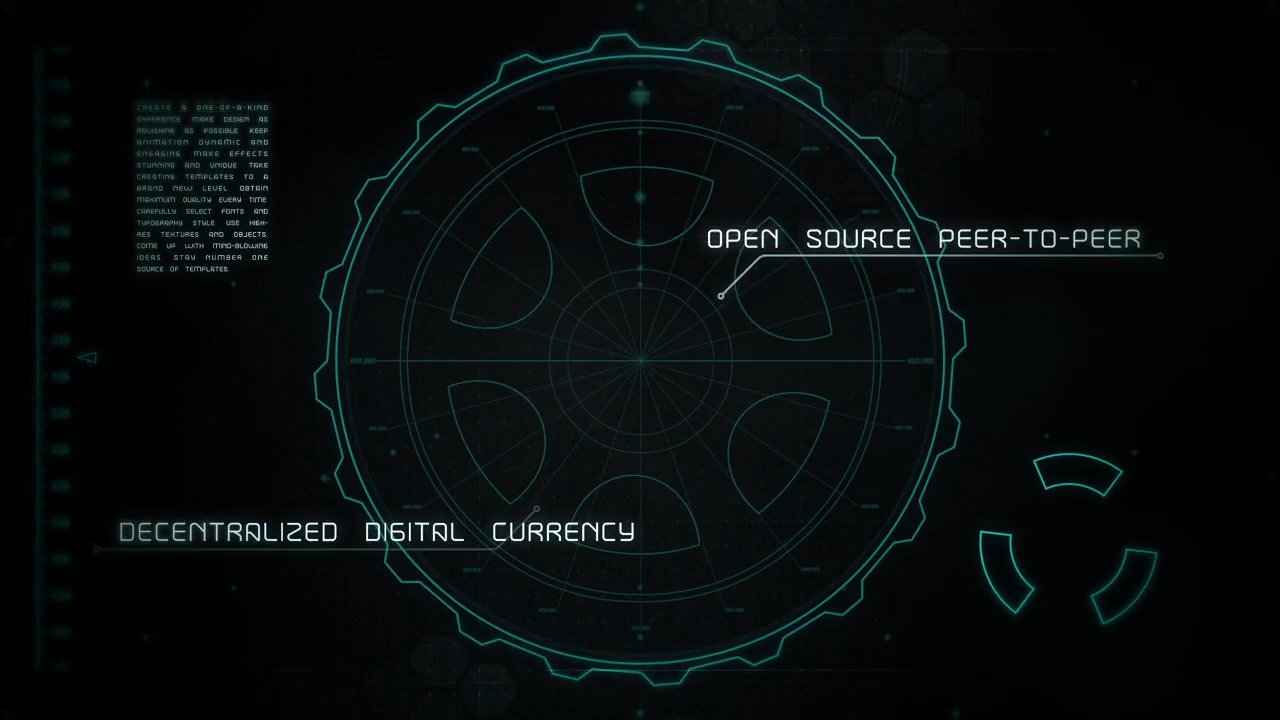 CREATE A ONE-OF-A-KIND
EXPERIENCE MAKE DESIGN AS
RAVISHING AS POSSIBLE KEEP
ANIMATION DYNAMIC AND
ENGAGING MAKE EFFECTS
STUNNING AND UNIQUE TAKE
CREATING TEMPLATES TO A
BRAND NEW LEVEL OBTAIN
MAXIMUM QUALITY EVERY TIME
CAREFULLY SELECT FONTS AND
TYPOGRAPHY STYLE USE HIGH-
RES TEXTURES AND OBJECTS.
COME UP WITH MIND-BLOWING
IDEAS STAY NUMBER ONE
SOURCE OF TEMPLATES
OPEN SOURCE PEER-TO-PEER
DECENTRALIZED DIGITAL CURRENCY